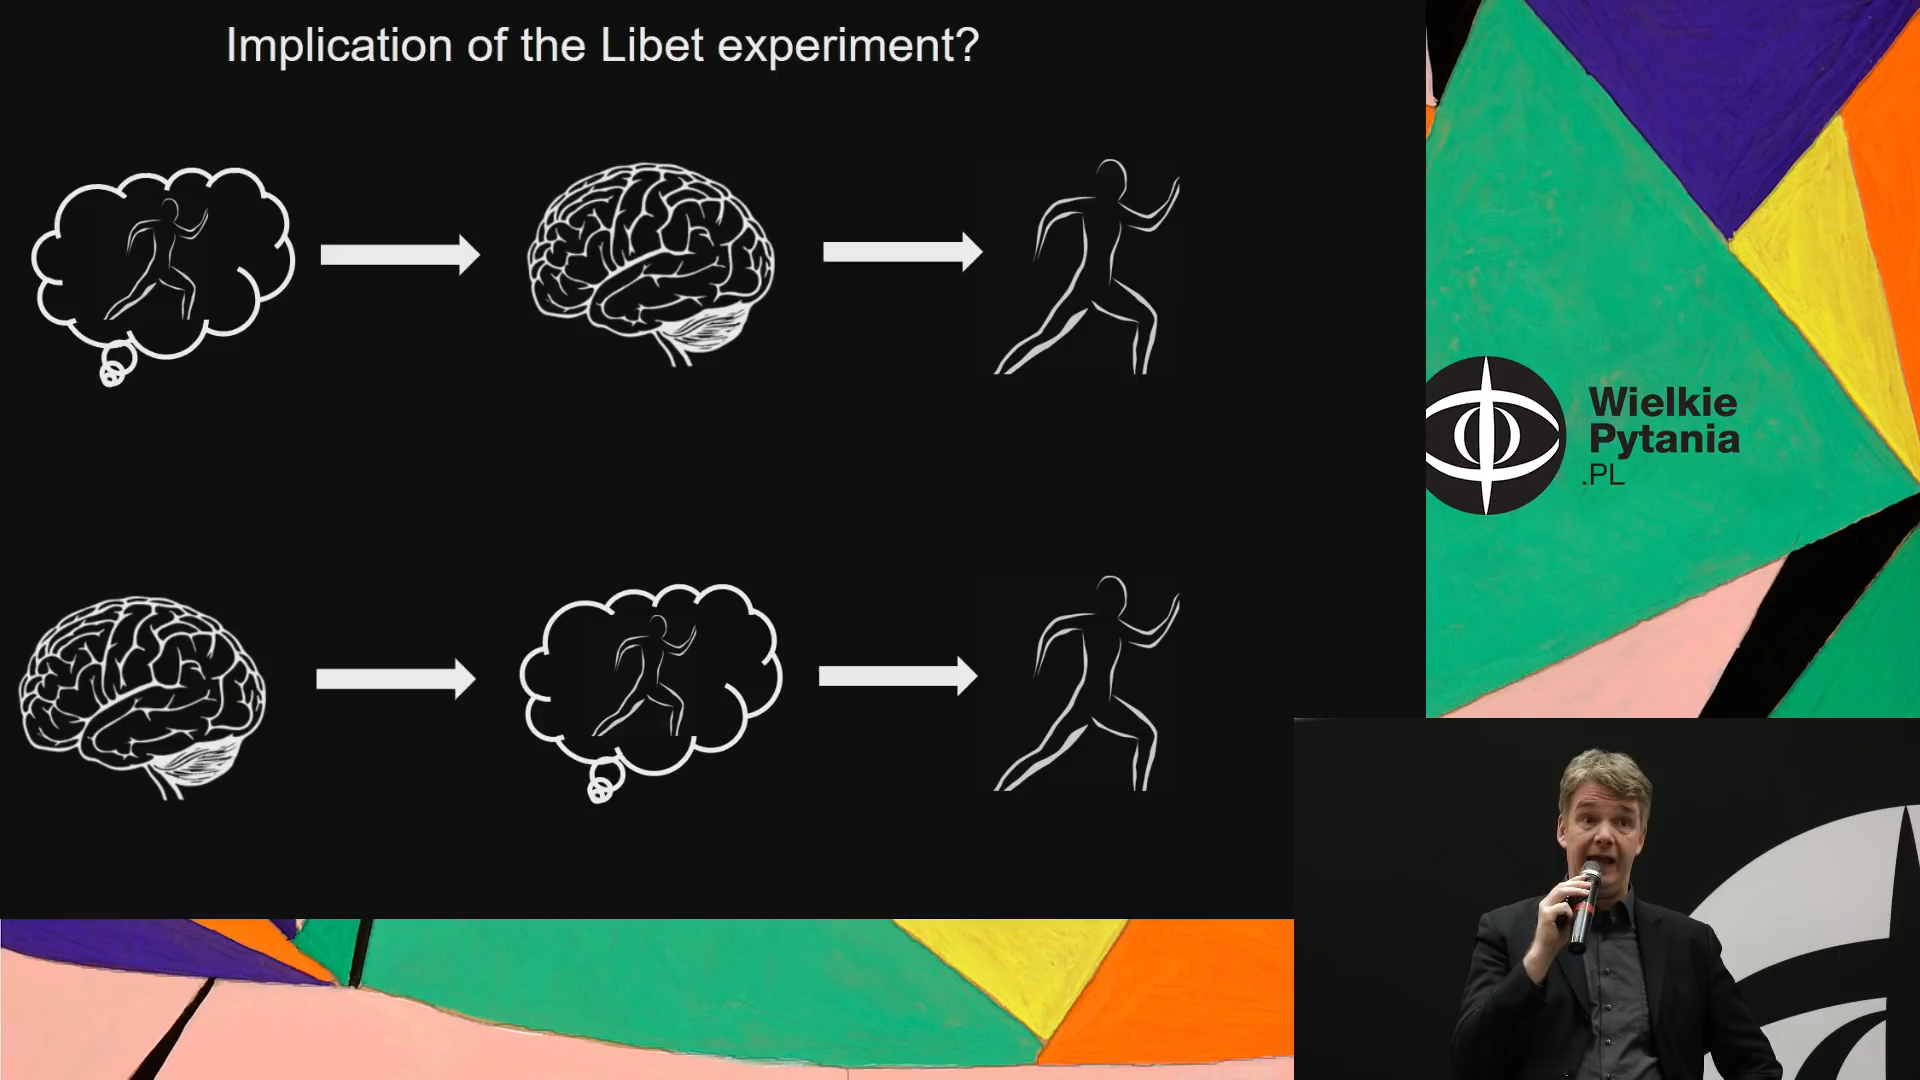 Implication of the Libet experiment?
Wielkie
Pytania
.PL